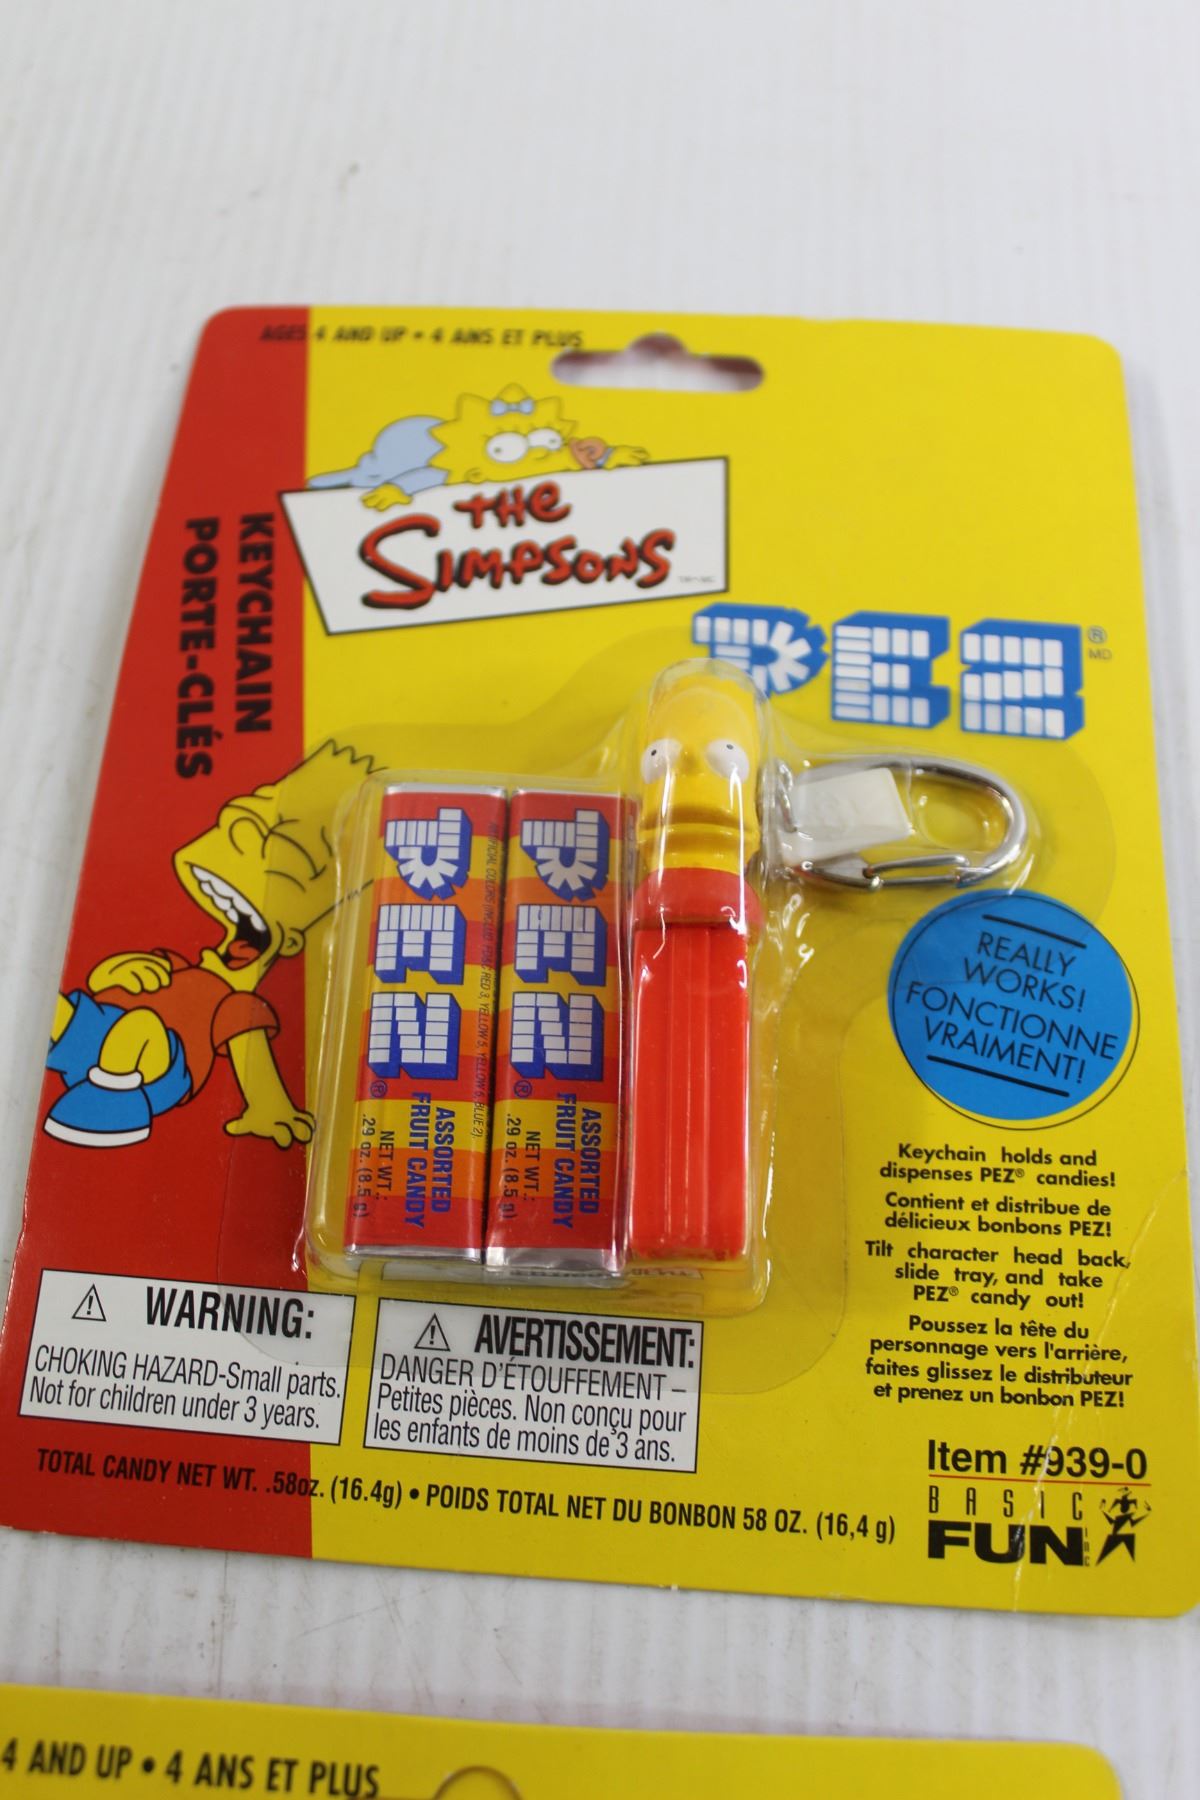 AGES 4 AND UP • 4 ANS ET PLUS
THE
SIMPSONS
KEYCHAIN
PORTE-CLÉS
PEZ® MD
PEZ®
ASSORTED
FRUIT CANDY
NET WT.:
.29 oz. (8.5 g)
PEZ®
ASSORTED
FRUIT CANDY
NET WT.:
.29 oz. (8.5 g)
REALLY
WORKS!
FONCTIONNE
VRAIMENT!
Keychain holds and
dispenses PEZ® candies!
Contient et distribue de
délicieux bonbons PEZ!
Tilt character head back,
slide tray, and take
PEZ® candy out!
Poussez la tête du
personnage vers l'arrière,
faites glissez le distributeur
et prenez un bonbon PEZ!
⚠ WARNING:
CHOKING HAZARD-Small parts.
Not for children under 3 years.
⚠ AVERTISSEMENT:
DANGER D'ÉTOUFFEMENT –
Petites pièces. Non conçu pour
les enfants de moins de 3 ans.
TOTAL CANDY NET WT. .58oz. (16.4g) • POIDS TOTAL NET DU BONBON 58 OZ. (16,4 g)
Item #939-0
BASIC
FUN INC
4 AND UP • 4 ANS ET PLUS